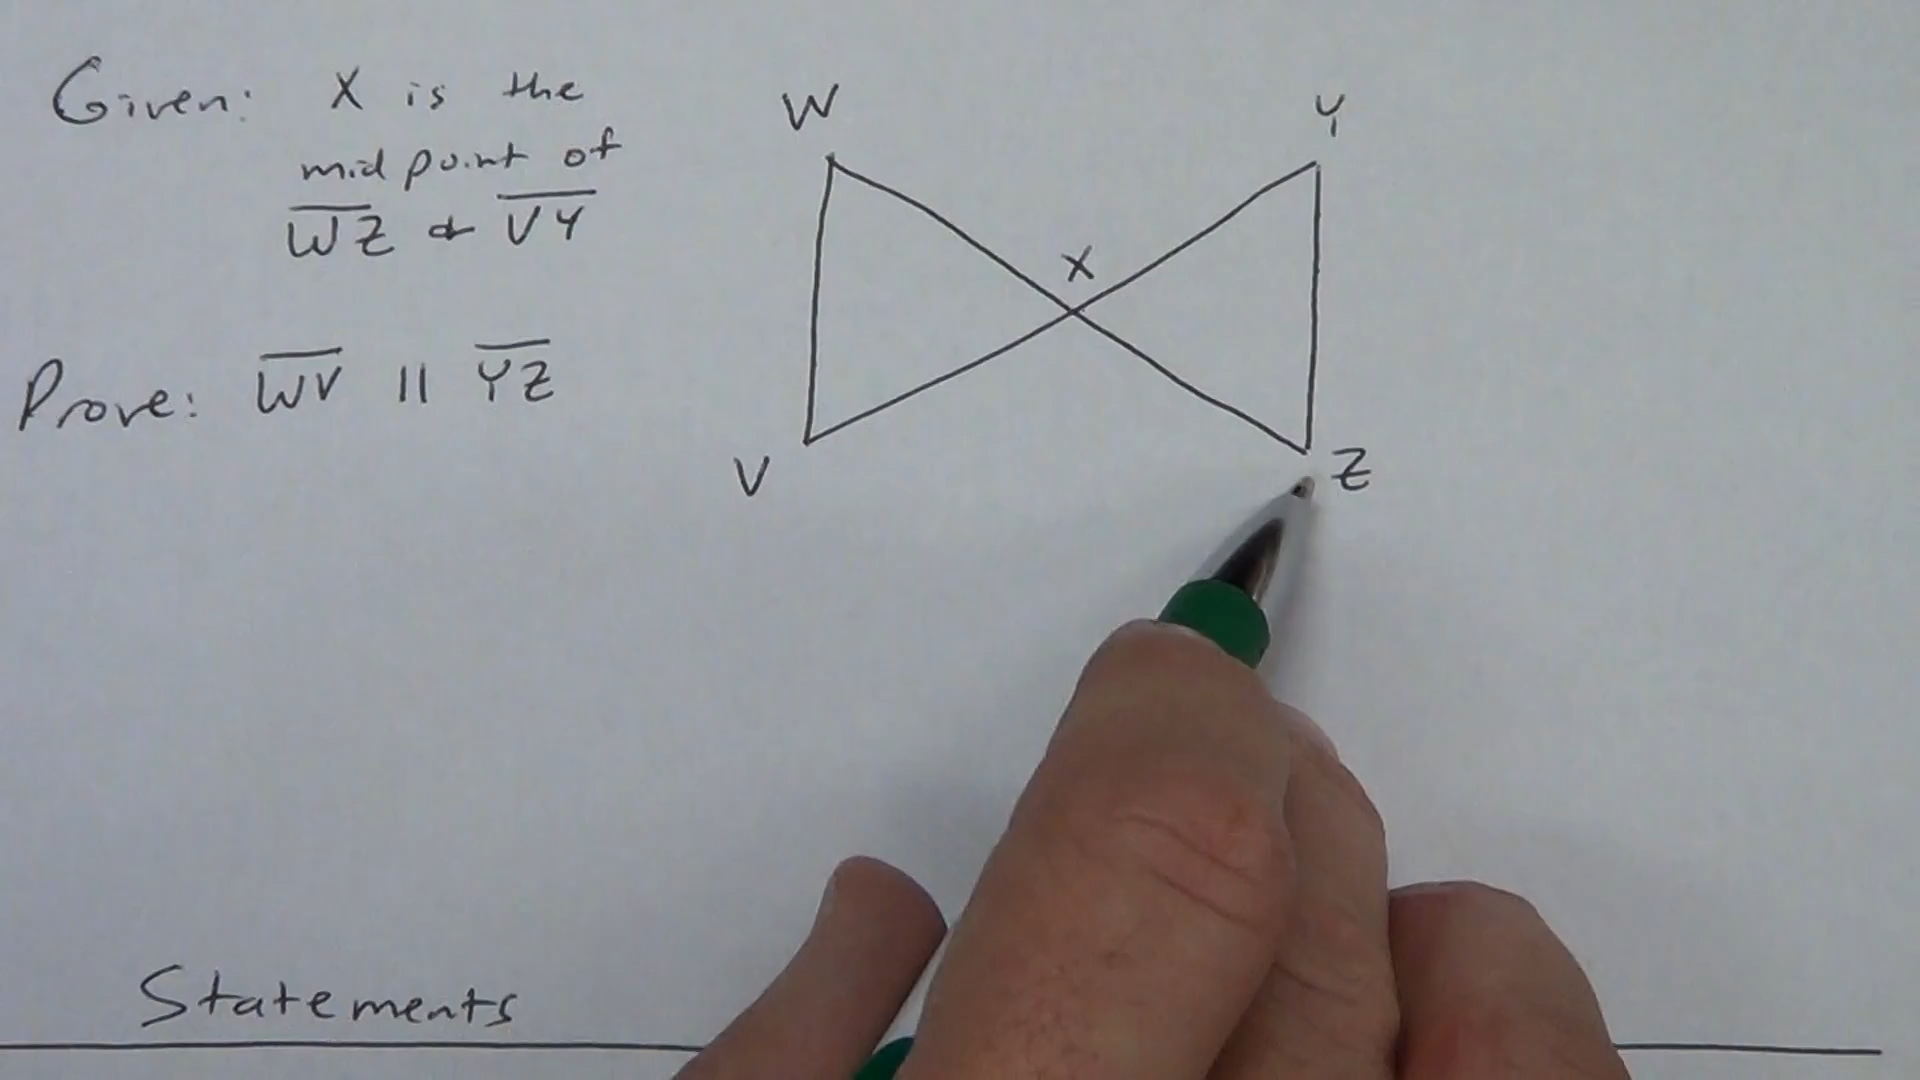 Given: X is the
midpoint of
WZ & VY
Prove: WV || YZ
W
Y
X
V
Z
Statements